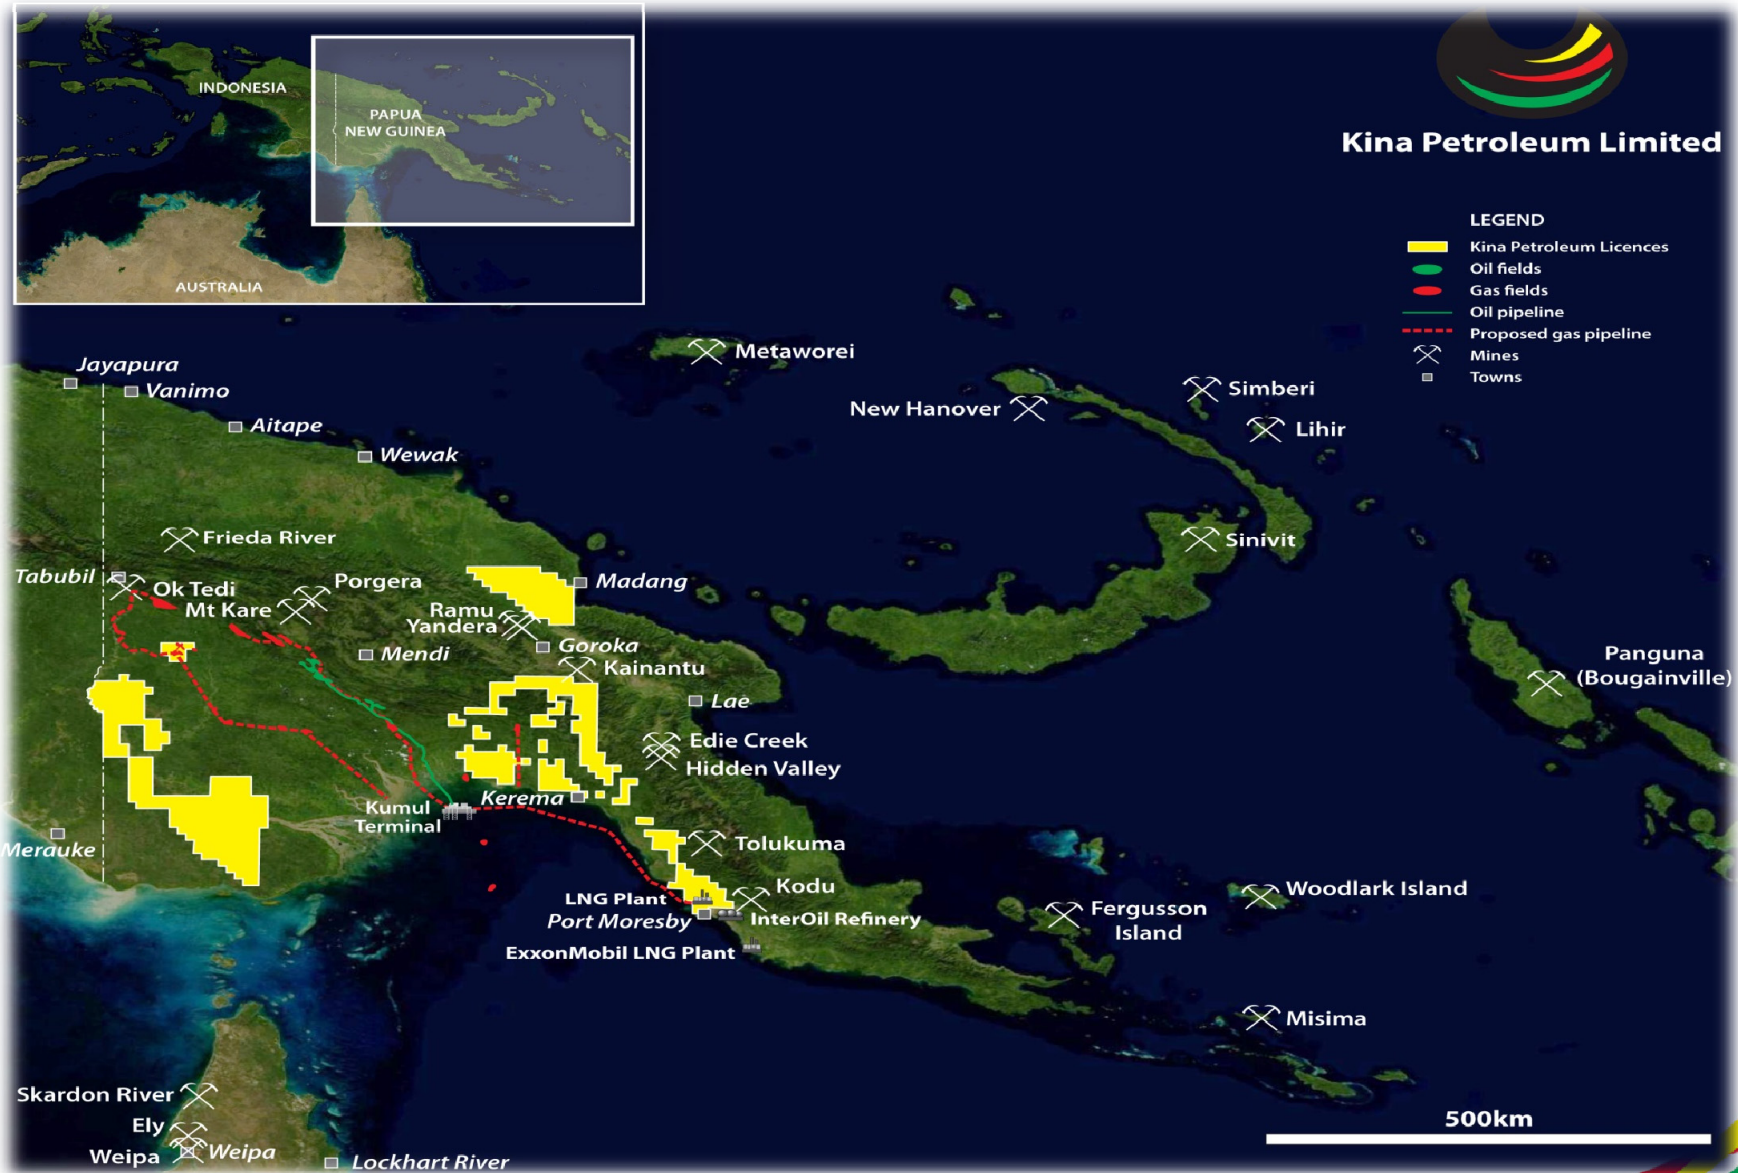 INDONESIA
PAPUA
NEW GUINEA
AUSTRALIA
Kina Petroleum Limited
LEGEND
Kina Petroleum Licences
Oil fields
Gas fields
Oil pipeline
Proposed gas pipeline
Mines
Towns
Jayapura
Vanimo
Aitape
Wewak
Metaworei
New Hanover
Simberi
Lihir
Frieda River
Sinivit
Tabubil
Ok Tedi
Porgera
Mt Kare
Madang
Ramu
Yandera
Goroka
Mendi
Kainantu
Panguna
(Bougainville)
Lae
Edie Creek
Hidden Valley
Kerema
Kumul
Terminal
Merauke
Tolukuma
Kodu
LNG Plant
Port Moresby
InterOil Refinery
ExxonMobil LNG Plant
Woodlark Island
Fergusson
Island
Misima
Skardon River
Ely
Weipa
Weipa
Lockhart River
500km